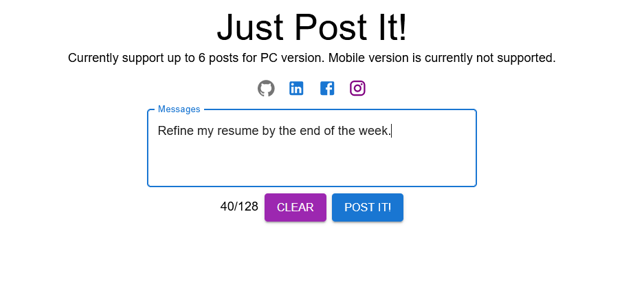 Just Post It!
Currently support up to 6 posts for PC version. Mobile version is currently not supported.
Messages
Refine my resume by the end of the week.
40/128 CLEAR POST IT!